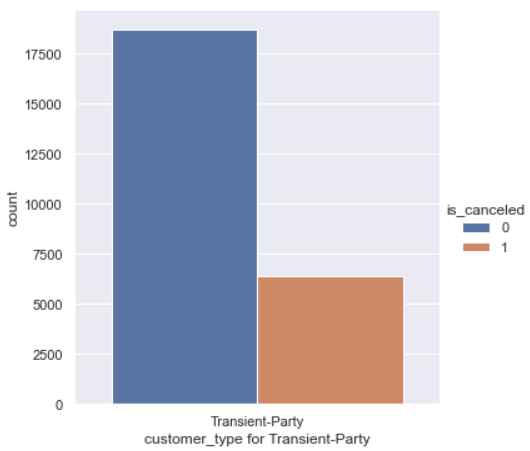 17500
15000
12500
10000
7500
5000
2500
0
count
Transient-Party
customer_type for Transient-Party
is_canceled
0
1